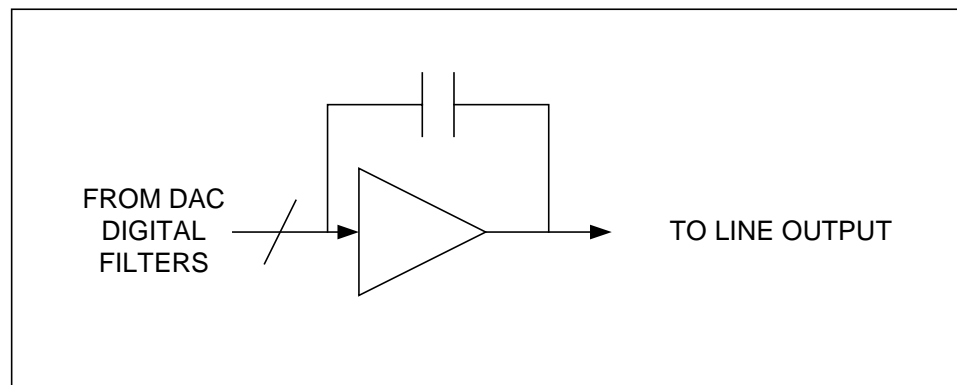 FROM DAC
DIGITAL
FILTERS
TO LINE OUTPUT